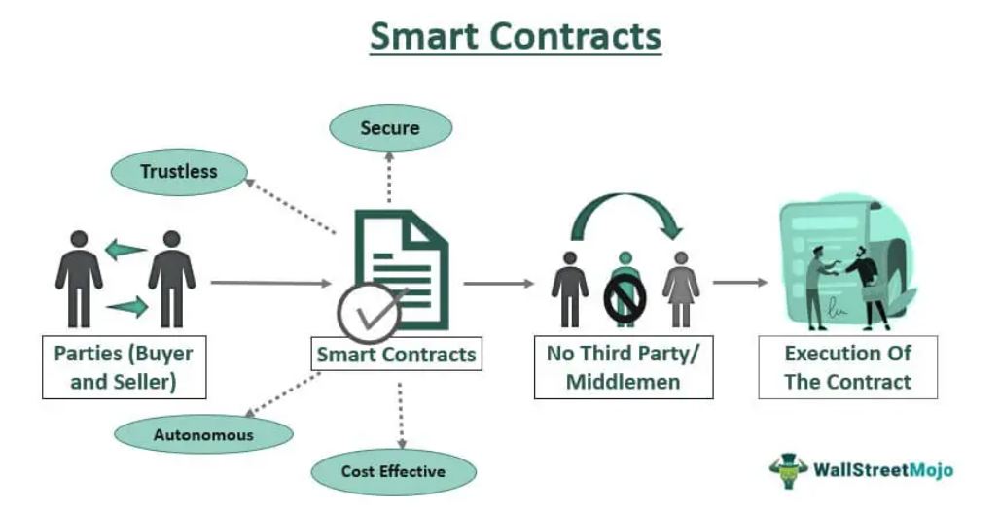 Smart Contracts
Secure
Trustless
Parties (Buyer
and Seller)
Smart Contracts
No Third Party/
Middlemen
Execution Of
The Contract
Autonomous
Cost Effective
WallStreetMojo